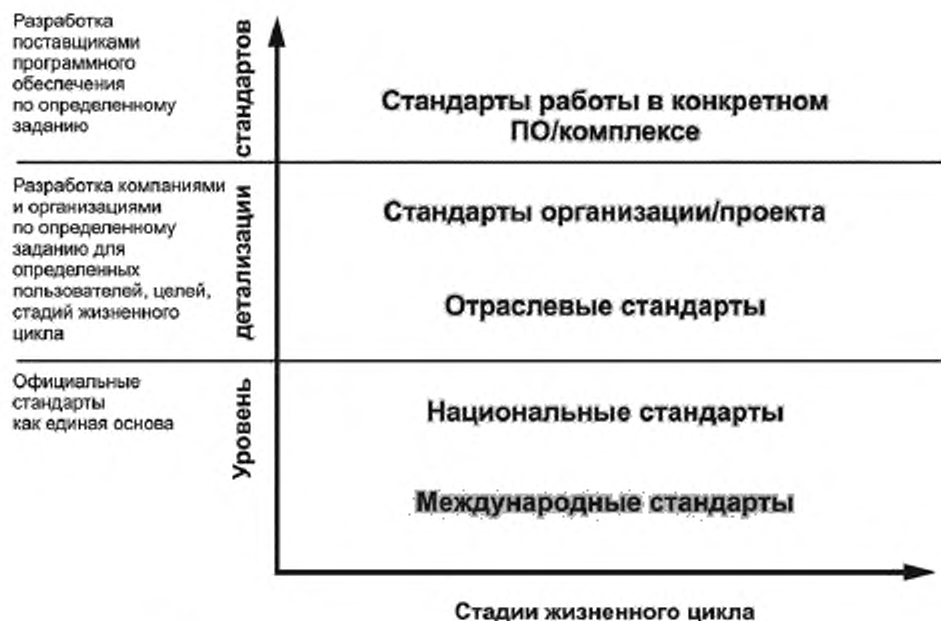 Разработка
поставщиками
программного
обеспечения
по определенному
заданию
Стандарты работы в конкретном
ПО/комплексе
Разработка компаниями
и организациями
по определенному
заданию для
определенных
пользователей, целей,
стадий жизненного
цикла
Стандарты организации/проекта
Отраслевые стандарты
Официальные
стандарты
как единая основа
Национальные стандарты
Международные стандарты
Уровень детализации стандартов
Стадии жизненного цикла